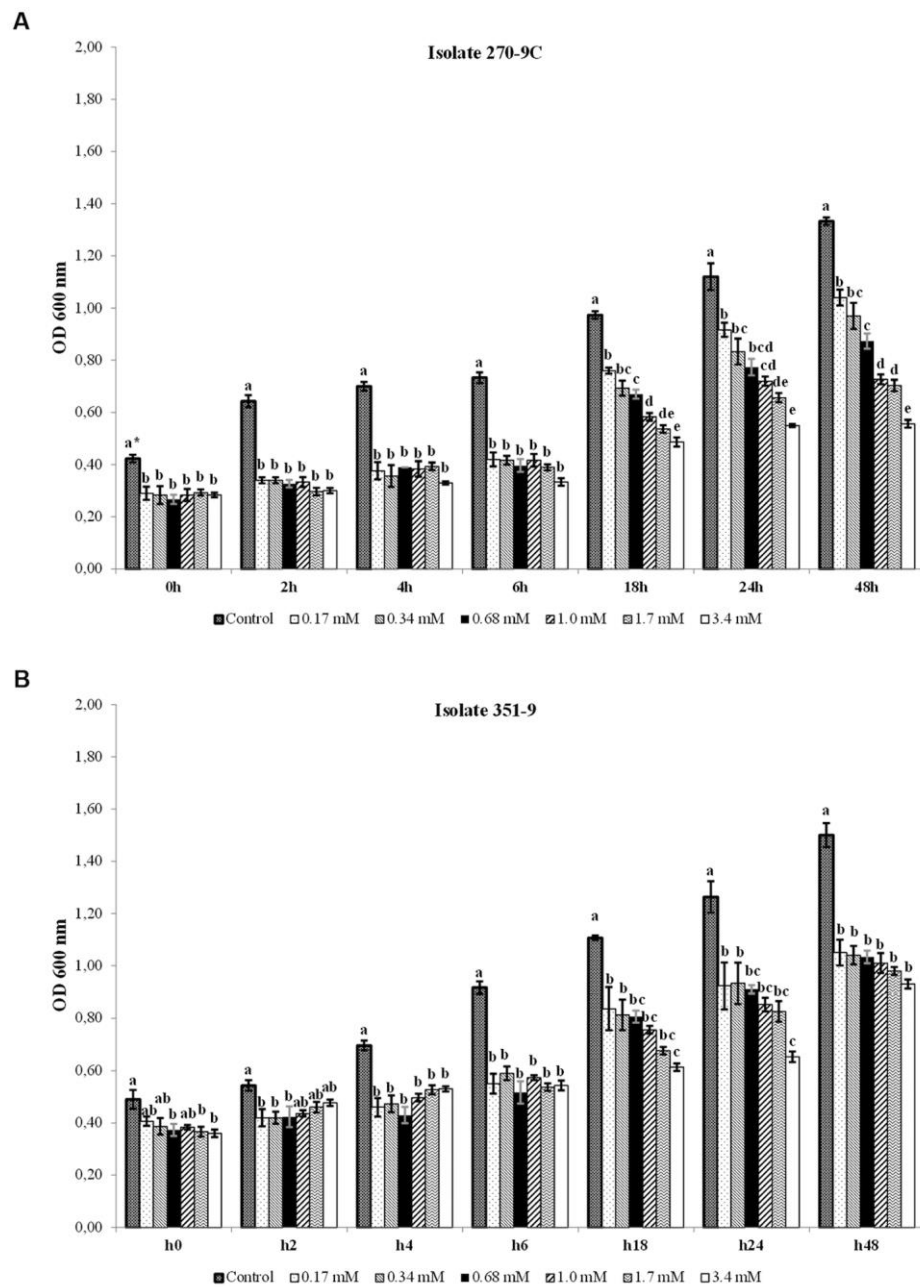 A
Isolate 270-9C
OD 600 nm
2,00
1,80
1,60
1,40
1,20
1,00
0,80
0,60
0,40
0,20
0,00
a* b b b b b b
a b b b b b b
a b b b b b b
a b b b b b b
a b bc c d de e
a b bc bcd cd de e
a b bc c d d e
0h 2h 4h 6h 18h 24h 48h
Control 0.17 mM 0.34 mM 0.68 mM 1.0 mM 1.7 mM 3.4 mM
B
Isolate 351-9
OD 600 nm
2,00
1,80
1,60
1,40
1,20
1,00
0,80
0,60
0,40
0,20
0,00
a ab ab b ab b b
a b b b ab ab ab
a b b b b b b
a b b b b b b
a b b bc bc bc c
a b b bc bc bc c
a b b b b b b
h0 h2 h4 h6 h18 h24 h48
Control 0.17 mM 0.34 mM 0.68 mM 1.0 mM 1.7 mM 3.4 mM